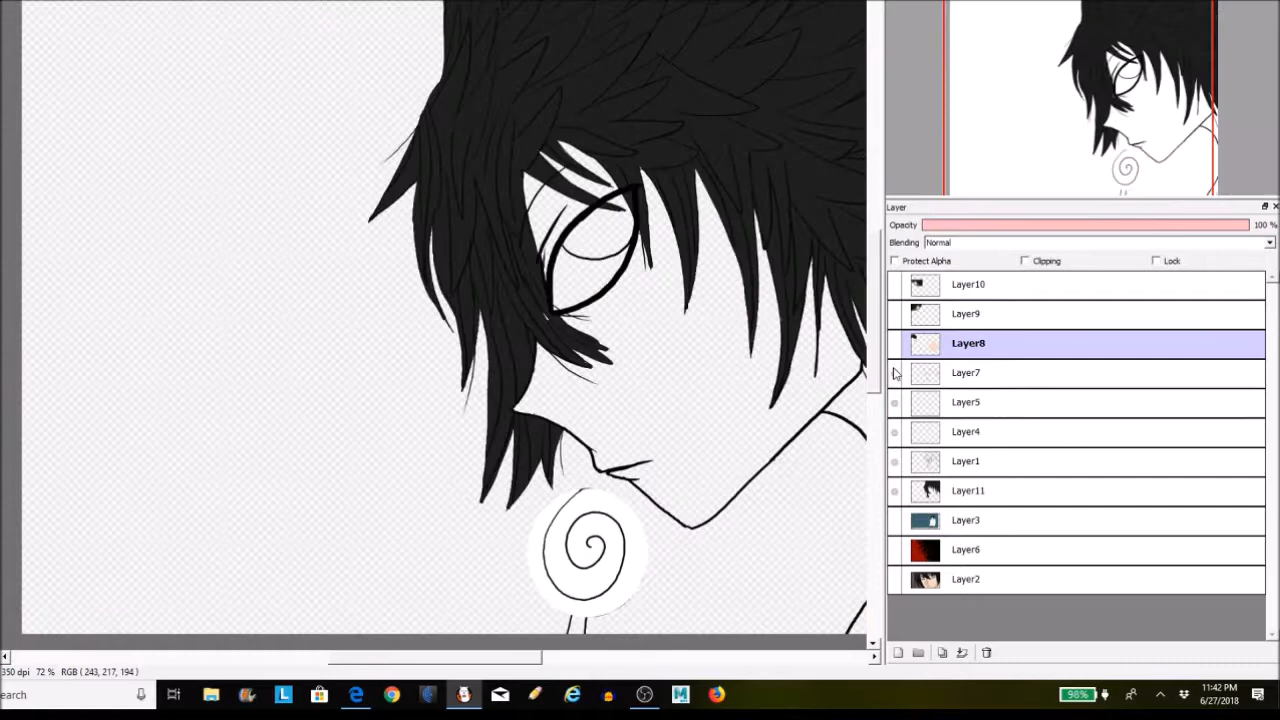 Layer
Opacity 100 %
Blending Normal
Protect Alpha Clipping Lock
Layer10
Layer9
Layer8
Layer7
Layer5
Layer4
Layer1
Layer11
Layer3
Layer6
Layer2
350 dpi 72 % RGB ( 243, 217, 194 )
earch
L
98%
M
11:42 PM
6/27/2018